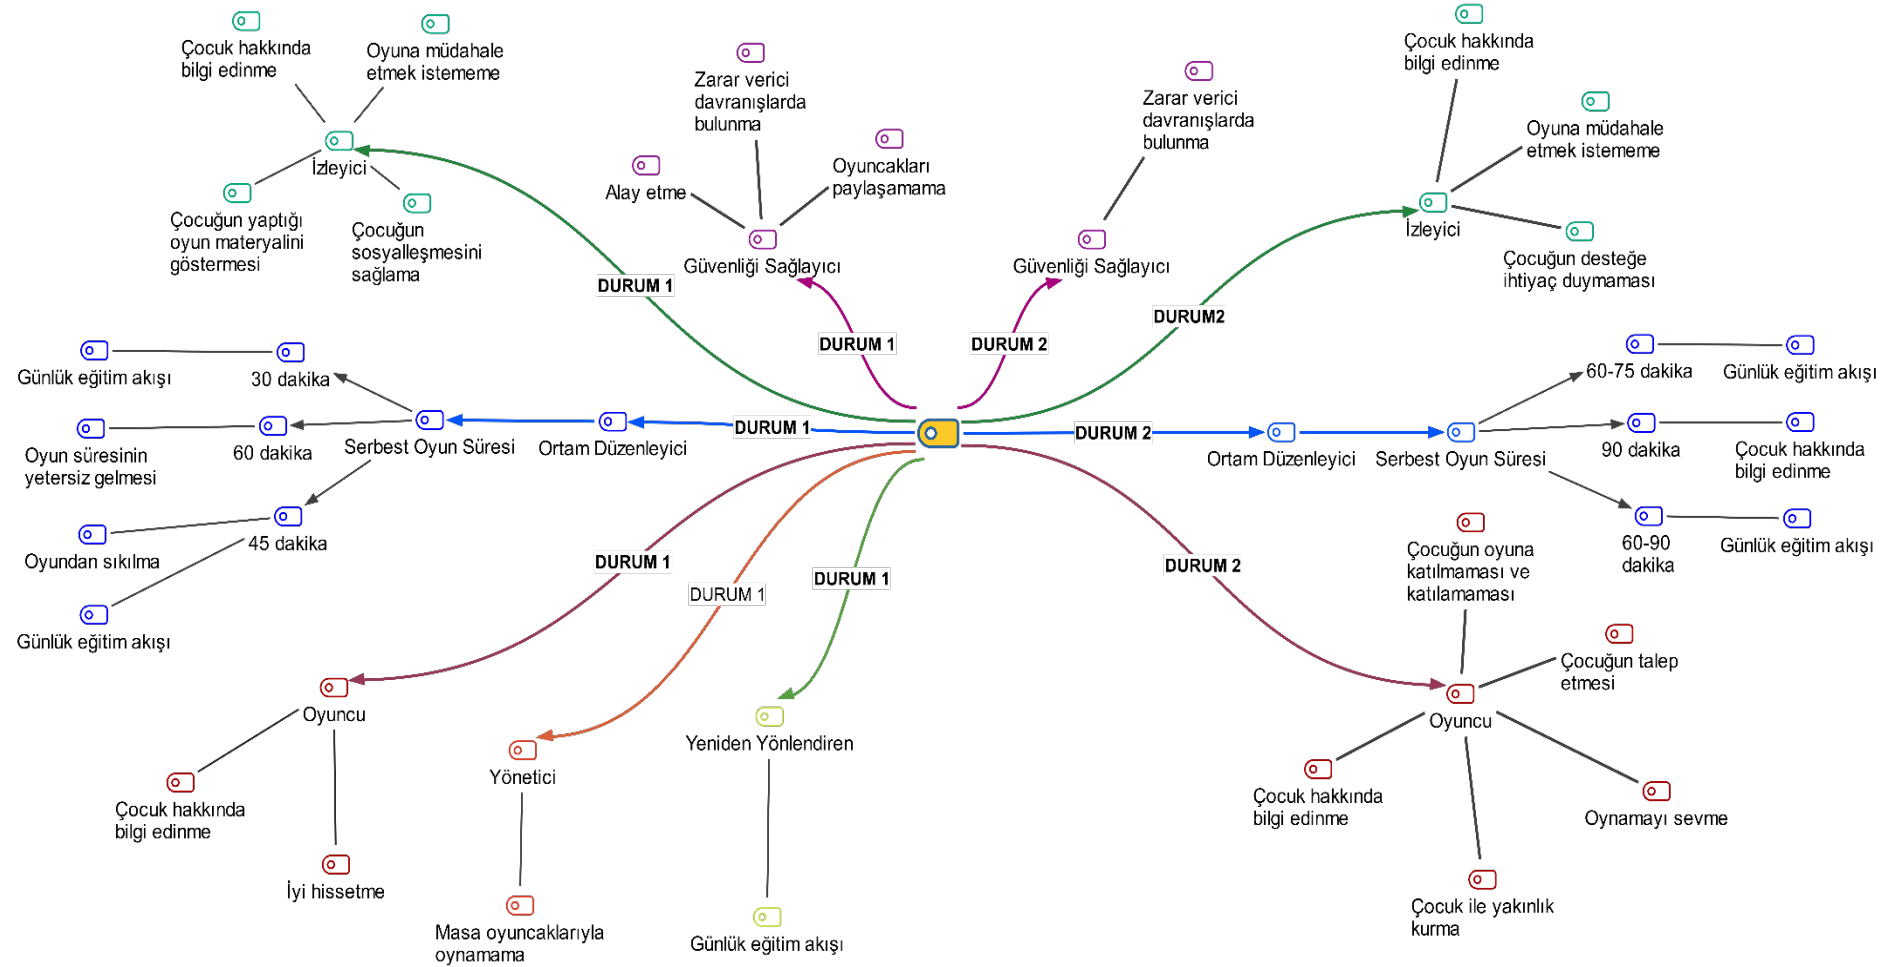 Çocuk hakkında
bilgi edinme
Oyuna müdahale
etmek istememe
İzleyici
Çocuğun yaptığı
oyun materyalini
göstermesi
Çocuğun
sosyalleşmesini
sağlama
DURUM 1
Zarar verici
davranışlarda
bulunma
Alay etme
Oyuncakları
paylaşamama
Güvenliği Sağlayıcı
DURUM 1
Zarar verici
davranışlarda
bulunma
Güvenliği Sağlayıcı
DURUM 2
Çocuk hakkında
bilgi edinme
Oyuna müdahale
etmek istememe
İzleyici
Çocuğun desteğe
ihtiyaç duymaması
DURUM2
Günlük eğitim akışı
30 dakika
Oyun süresinin
yetersiz gelmesi
60 dakika
Serbest Oyun Süresi
Ortam Düzenleyici
DURUM 1
Oyundan sıkılma
45 dakika
Günlük eğitim akışı
DURUM 2
Ortam Düzenleyici
Serbest Oyun Süresi
60-75 dakika
Günlük eğitim akışı
90 dakika
Çocuk hakkında
bilgi edinme
60-90
dakika
Günlük eğitim akışı
DURUM 1
Oyuncu
Çocuk hakkında
bilgi edinme
İyi hissetme
DURUM 1
Yönetici
Masa oyuncaklarıyla
oynamama
DURUM 1
Yeniden Yönlendiren
Günlük eğitim akışı
DURUM 2
Çocuğun oyuna
katılmaması ve
katılamaması
Çocuğun talep
etmesi
Oyuncu
Çocuk hakkında
bilgi edinme
Oynamayı sevme
Çocuk ile yakınlık
kurma